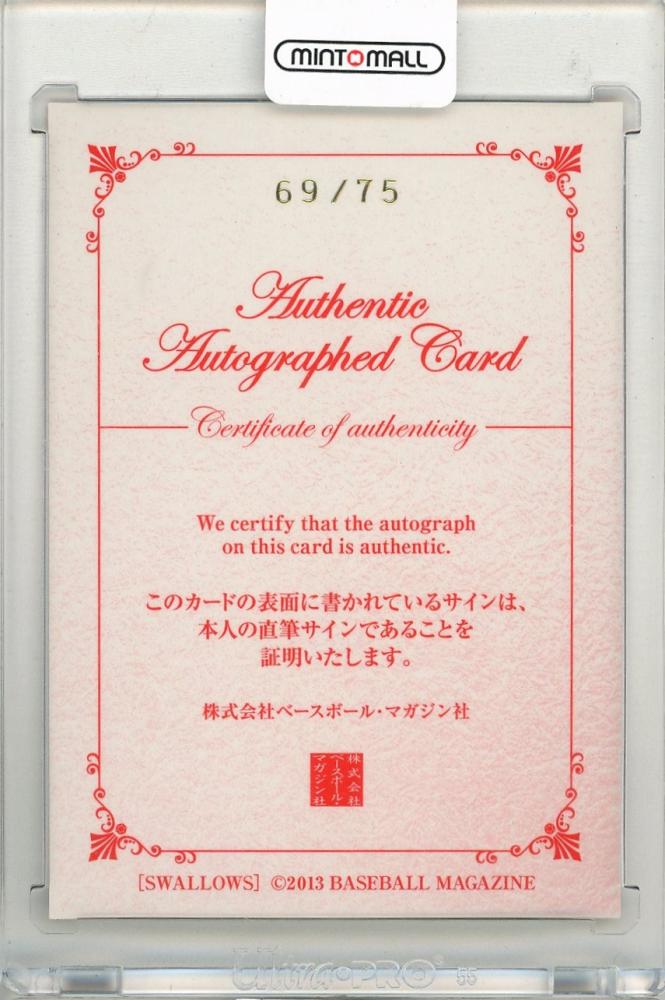 MINTMALL
69/75
Authentic
Autographed Card
Certificate of authenticity
We certify that the autograph
on this card is authentic.
このカードの表面に書かれているサインは、
本人の直筆サインであることを
証明いたします。
株式会社ベースボール・マガジン社
株式会社
ベースボール・
マガジン社
[SWALLOWS] ©2013 BASEBALL MAGAZINE
Ultra•PRO 55